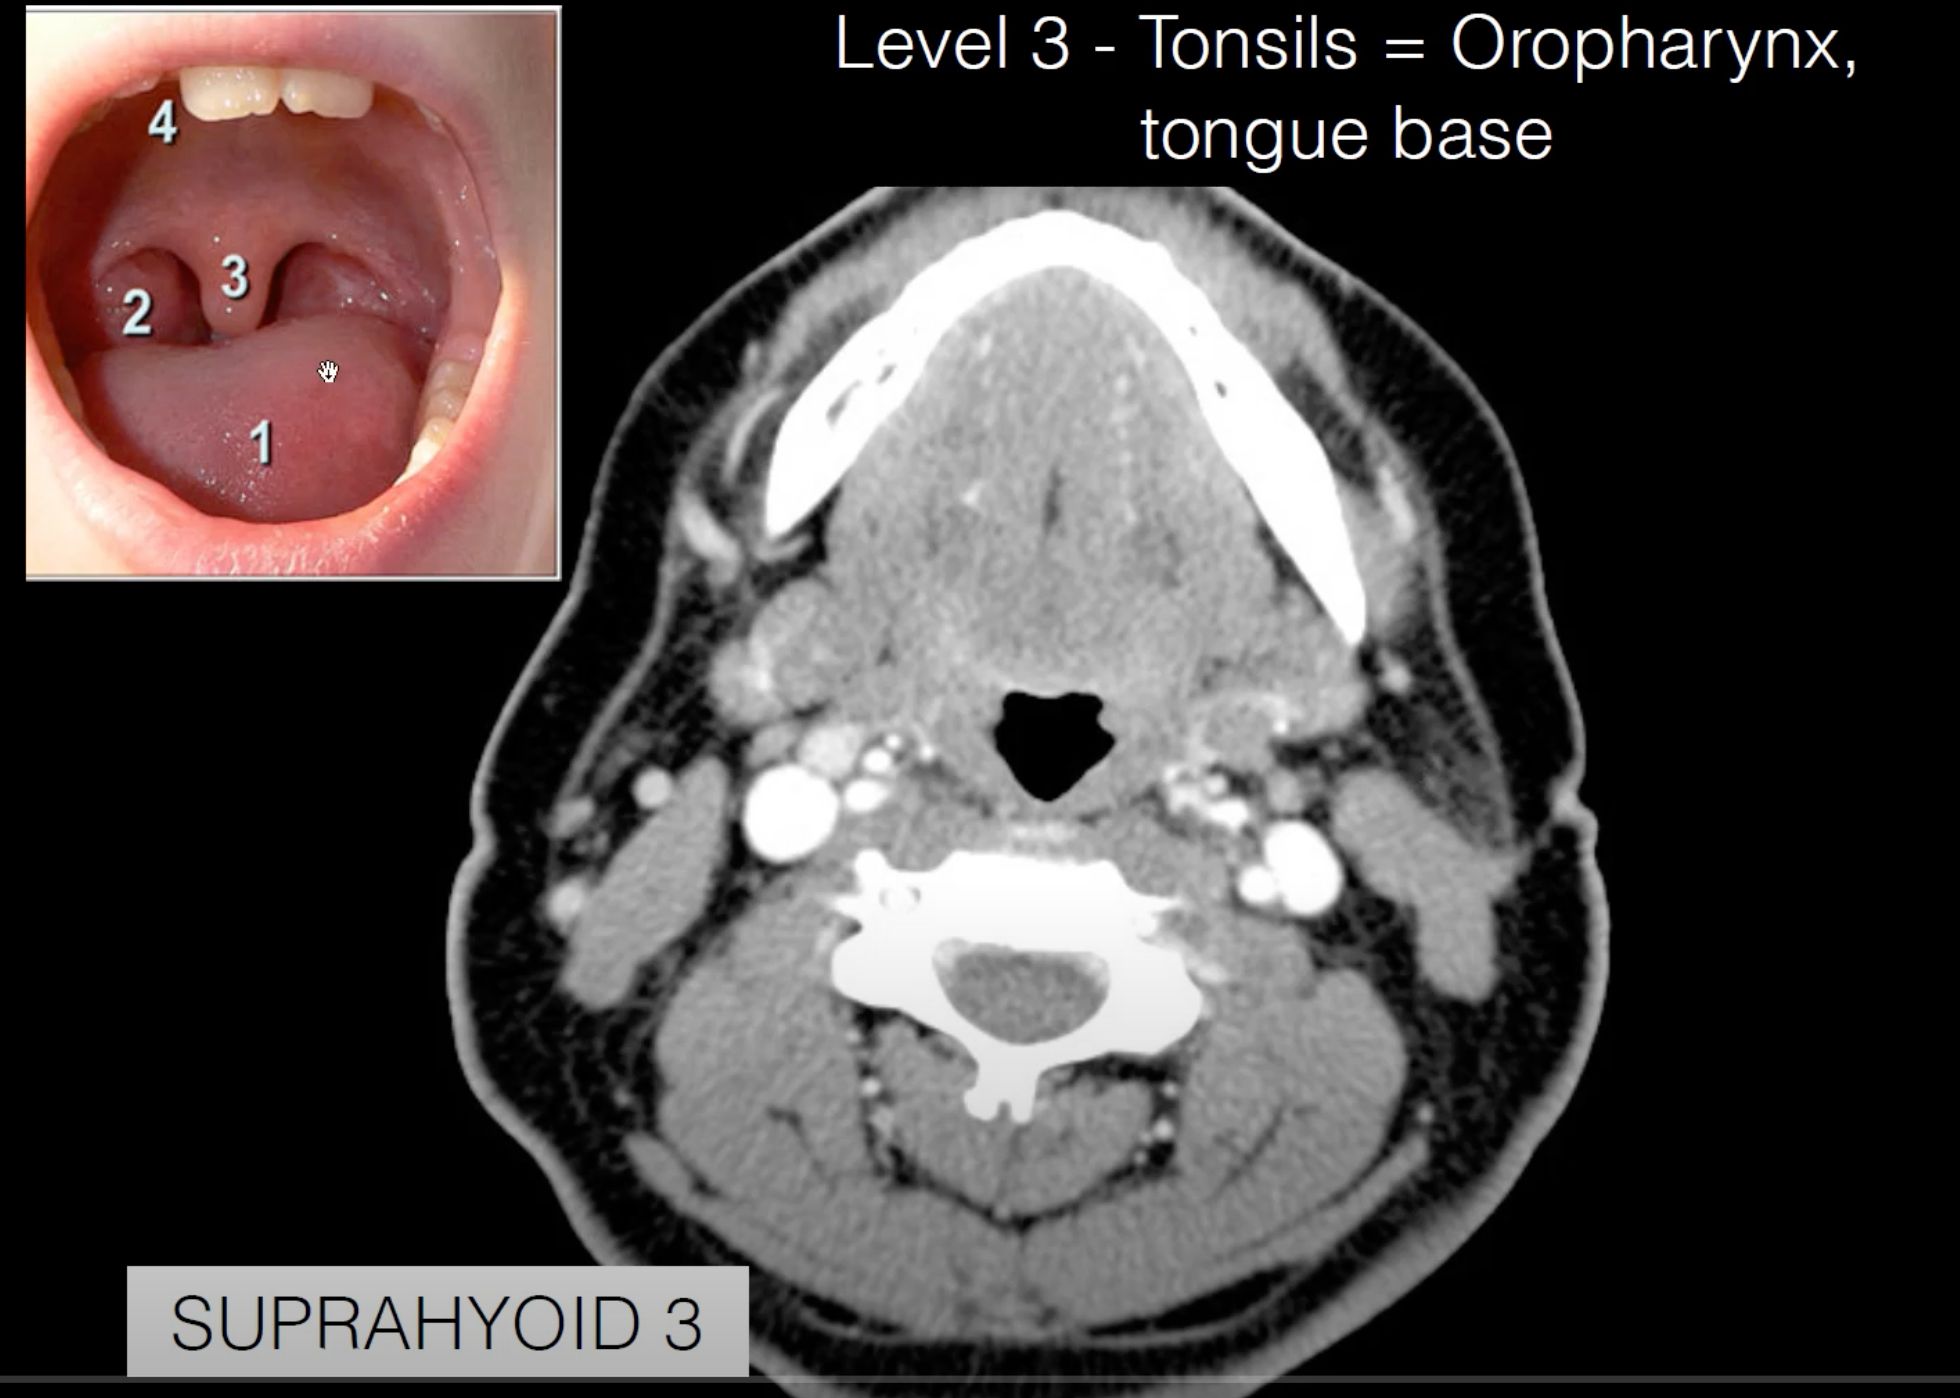 Level 3 - Tonsils = Oropharynx,
tongue base
4
3
2
1
SUPRAHYOID 3